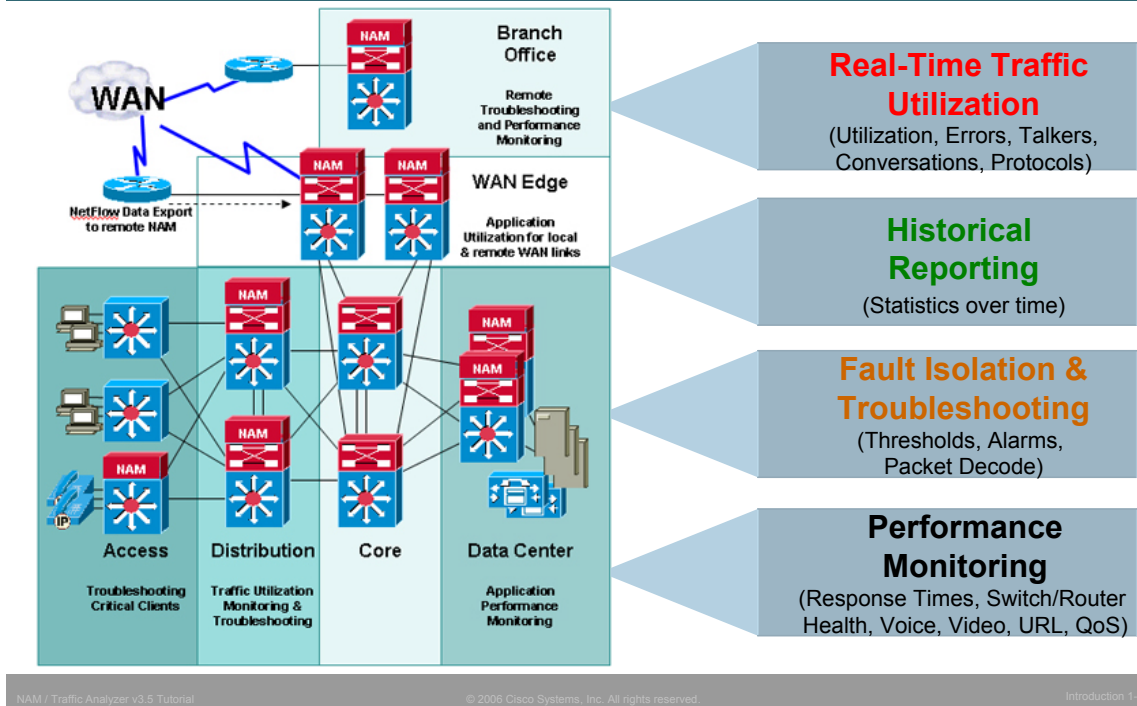 NAM
Branch
Office
Remote
Troubleshooting
and Performance
Monitoring
WAN
NAM
NAM
WAN Edge
Application
Utilization for local
& remote WAN links
NetFlow Data Export
to remote NAM
NAM
NAM
NAM
NAM
NAM
NAM
NAM
IP
Access
Troubleshooting
Critical Clients
Distribution
Traffic Utilization
Monitoring &
Troubleshooting
Core
Data Center
Application
Performance
Monitoring
Real-Time Traffic
Utilization
(Utilization, Errors, Talkers,
Conversations, Protocols)
Historical
Reporting
(Statistics over time)
Fault Isolation &
Troubleshooting
(Thresholds, Alarms,
Packet Decode)
Performance
Monitoring
(Response Times, Switch/Router
Health, Voice, Video, URL, QoS)
NAM / Traffic Analyzer v3.5 Tutorial
© 2006 Cisco Systems, Inc. All rights reserved.
Introduction 1-